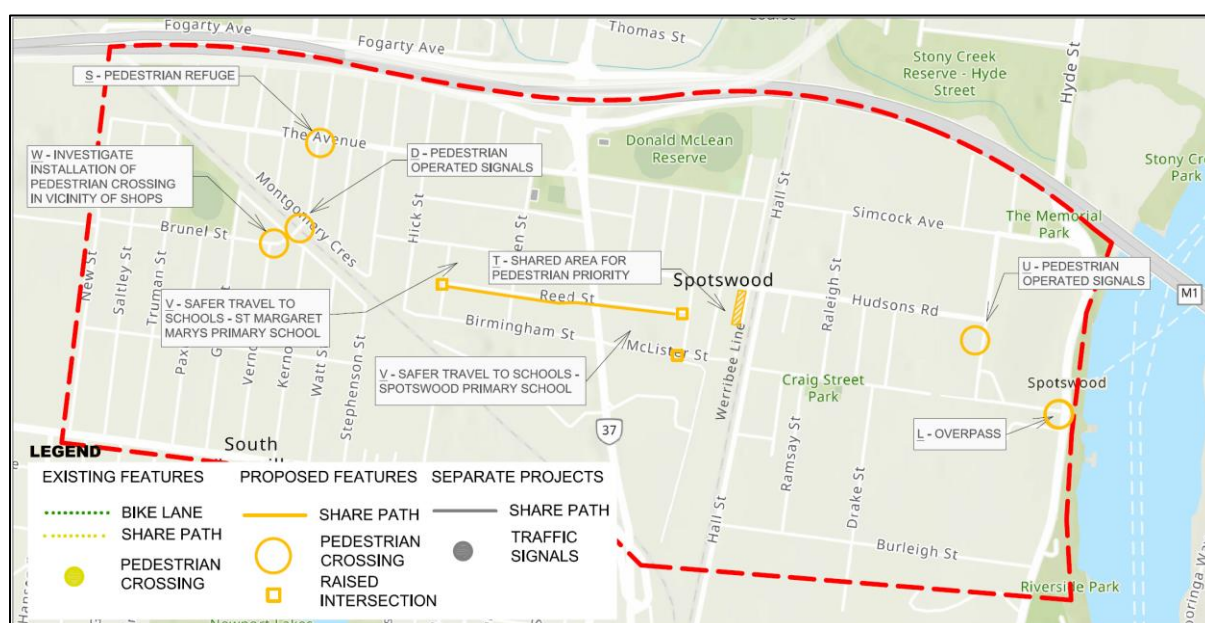 Fogarty Ave
Fogarty Ave
Thomas St
Course
Hyde St
Stony Creek
Reserve - Hyde
Street
S - PEDESTRIAN REFUGE
The Avenue
Donald McLean
Reserve
Stony Creek
Park
W - INVESTIGATE
INSTALLATION OF
PEDESTRIAN CROSSING
IN VICINITY OF SHOPS
D - PEDESTRIAN
OPERATED SIGNALS
Montgomery Cres
Hick St
Hall St
Simcock Ave
The Memorial
Park
Brunel St
New St
Saltley St
Truman St
T - SHARED AREA FOR
PEDESTRIAN PRIORITY
Spotswood
U - PEDESTRIAN
OPERATED SIGNALS
M1
V - SAFER TRAVEL TO
SCHOOLS - ST MARGARET
MARYS PRIMARY SCHOOL
Reed St
Birmingham St
McLister St
Hudsons Rd
Raleigh St
Werribee Line
Watt S
Stephenson St
V - SAFER TRAVEL TO SCHOOLS -
SPOTSWOOD PRIMARY SCHOOL
Craig Street
Park
Spotswood
37
L - OVERPASS
South
Ramsay St
Drake St
Hall St
Burleigh St
Riverside Park
LEGEND
EXISTING FEATURES
BIKE LANE
SHARE PATH
PEDESTRIAN
CROSSING
PROPOSED FEATURES
SHARE PATH
PEDESTRIAN
CROSSING
RAISED
INTERSECTION
SEPARATE PROJECTS
SHARE PATH
TRAFFIC
SIGNALS